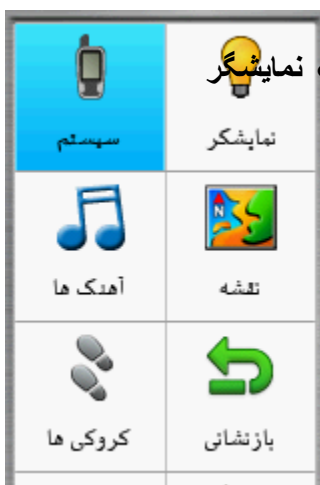 نمایشگر
نمایشگر
سیستم
نقشه
آهنگ ها
بازنشانی
کروکی ها